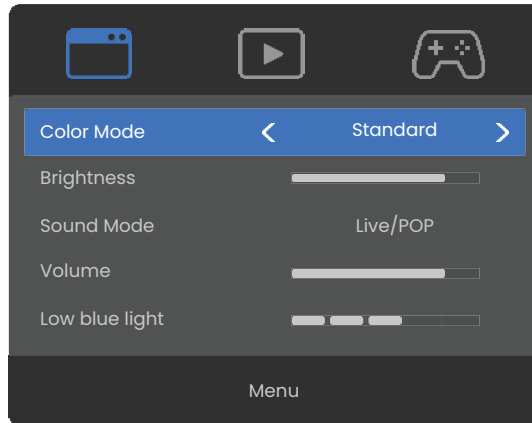 Color Mode Standard
Brightness
Sound Mode Live/POP
Volume
Low blue light
Menu